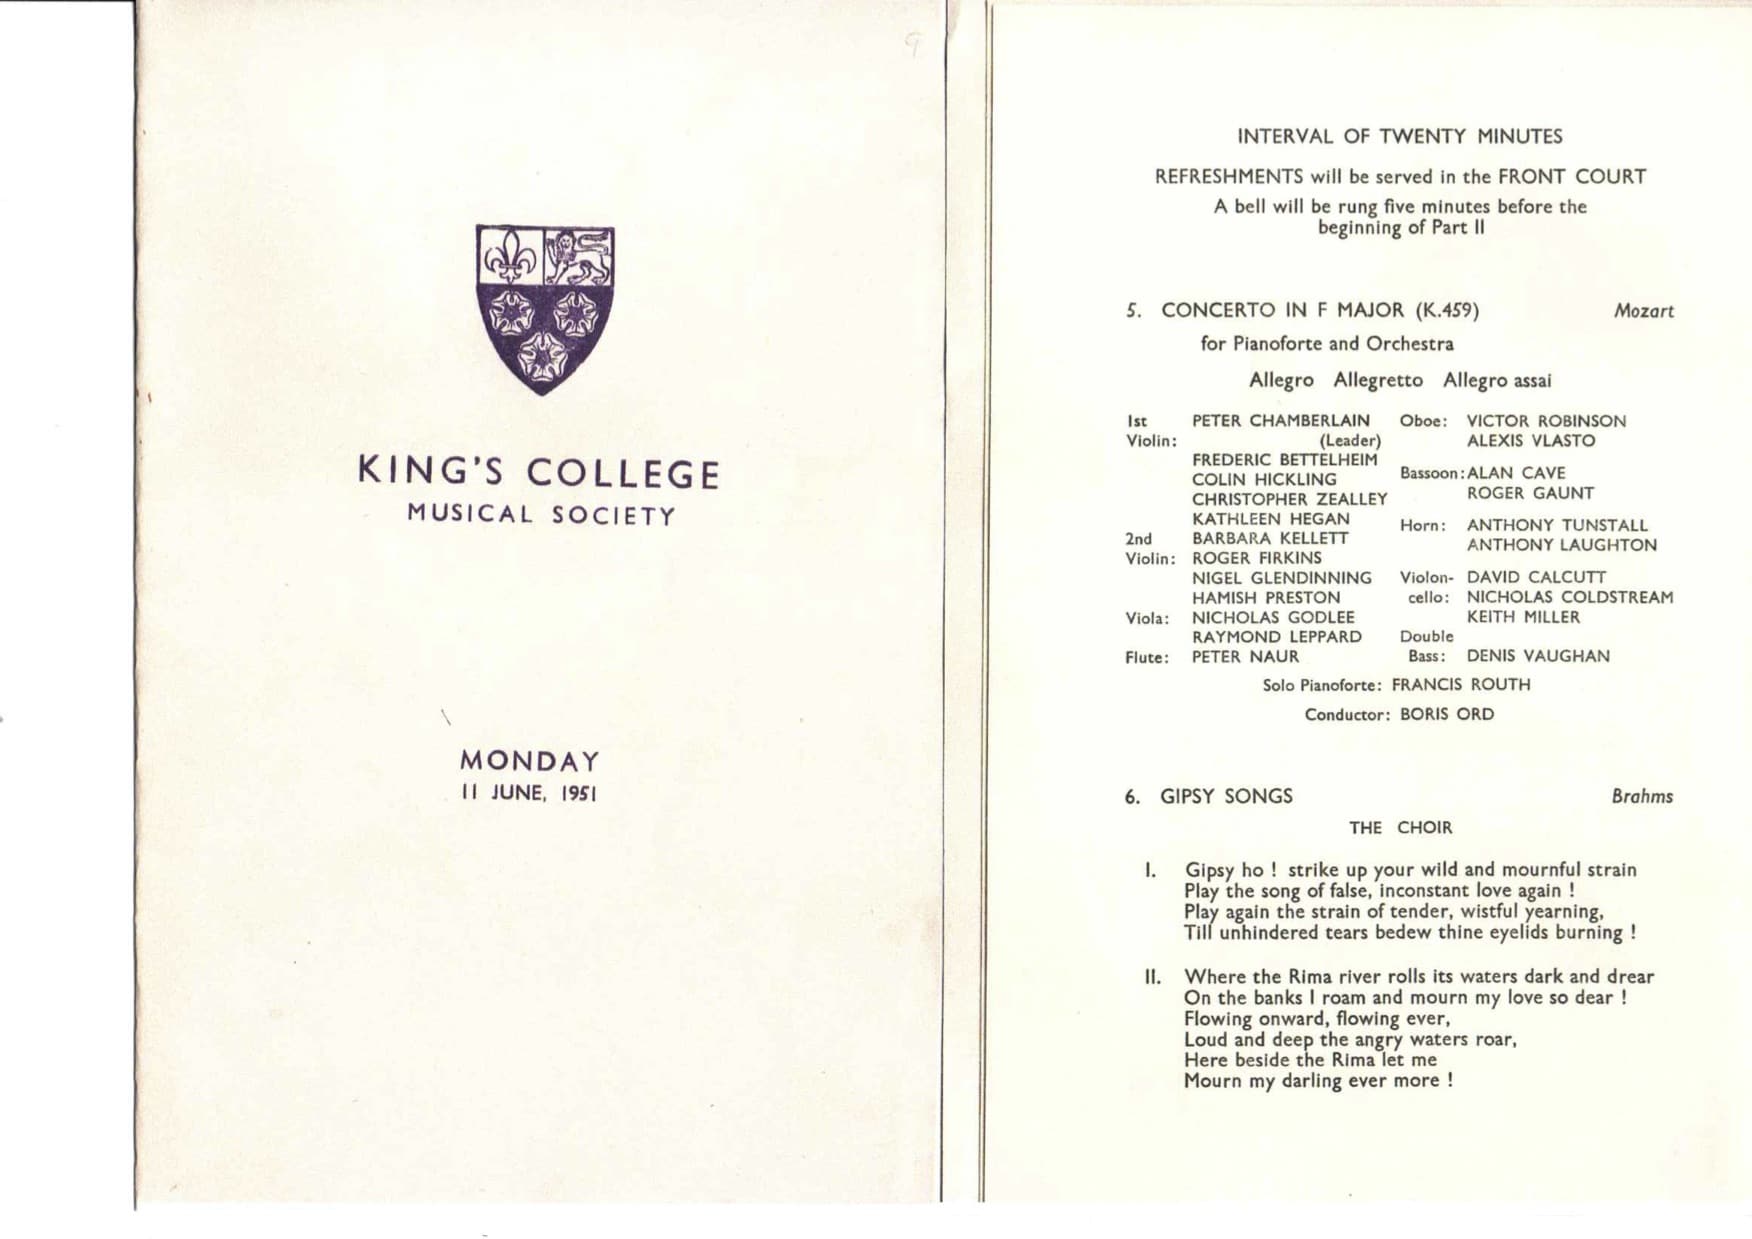 KING'S COLLEGE
MUSICAL SOCIETY
MONDAY
11 JUNE, 1951
INTERVAL OF TWENTY MINUTES
REFRESHMENTS will be served in the FRONT COURT
A bell will be rung five minutes before the
beginning of Part II
5. CONCERTO IN F MAJOR (K.459) Mozart
for Pianoforte and Orchestra
Allegro Allegretto Allegro assai
1st PETER CHAMBERLAIN
Violin: (Leader)
FREDERIC BETTELHEIM
COLIN HICKLING
CHRISTOPHER ZEALLEY
KATHLEEN HEGAN
2nd BARBARA KELLETT
Violin: ROGER FIRKINS
NIGEL GLENDINNING
HAMISH PRESTON
Viola: NICHOLAS GODLEE
RAYMOND LEPPARD
Flute: PETER NAUR
Oboe: VICTOR ROBINSON
ALEXIS VLASTO
Bassoon: ALAN CAVE
ROGER GAUNT
Horn: ANTHONY TUNSTALL
ANTHONY LAUGHTON
Violon- DAVID CALCUTT
cello: NICHOLAS COLDSTREAM
KEITH MILLER
Double
Bass: DENIS VAUGHAN
Solo Pianoforte: FRANCIS ROUTH
Conductor: BORIS ORD
6. GIPSY SONGS Brahms
THE CHOIR
I. Gipsy ho ! strike up your wild and mournful strain
Play the song of false, inconstant love again !
Play again the strain of tender, wistful yearning,
Till unhindered tears bedew thine eyelids burning !
II. Where the Rima river rolls its waters dark and drear
On the banks I roam and mourn my love so dear !
Flowing onward, flowing ever,
Loud and deep the angry waters roar,
Here beside the Rima let me
Mourn my darling ever more !